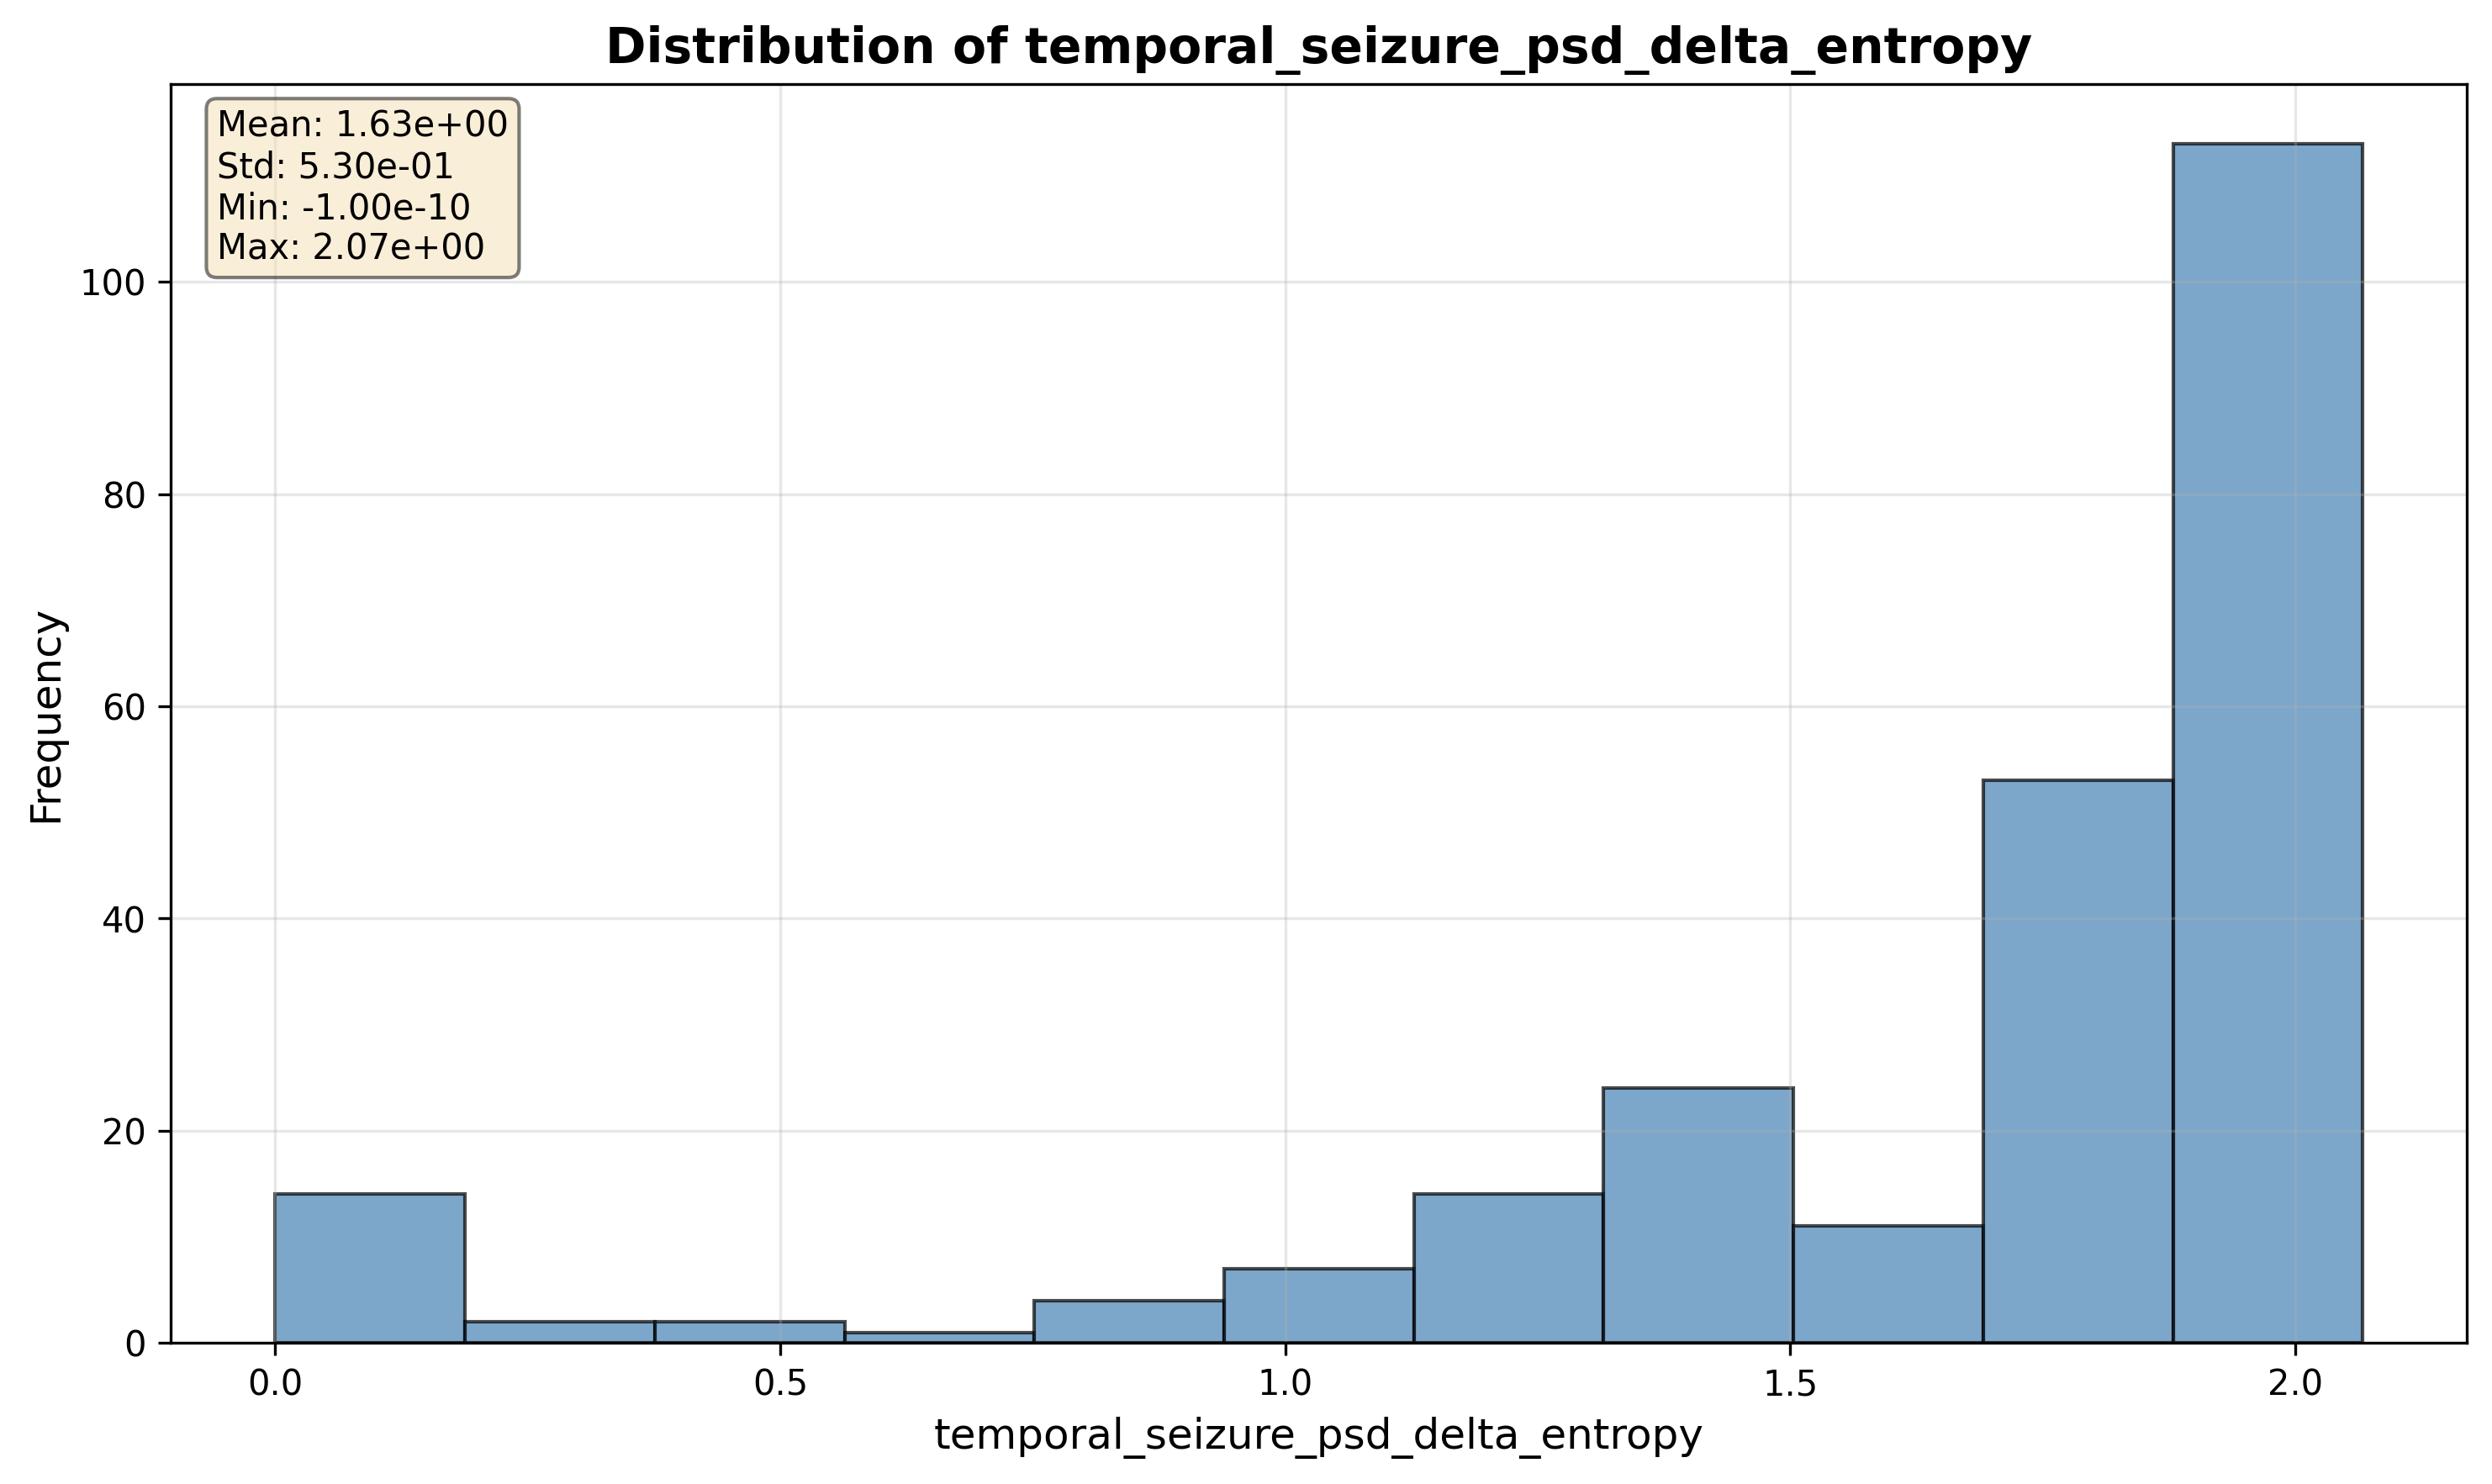 Distribution of temporal_seizure_psd_delta_entropy
Mean: 1.63e+00
Std: 5.30e-01
Min: -1.00e-10
Max: 2.07e+00
100
80
60
40
20
0
Frequency
0.0 0.5 1.0 1.5 2.0
temporal_seizure_psd_delta_entropy